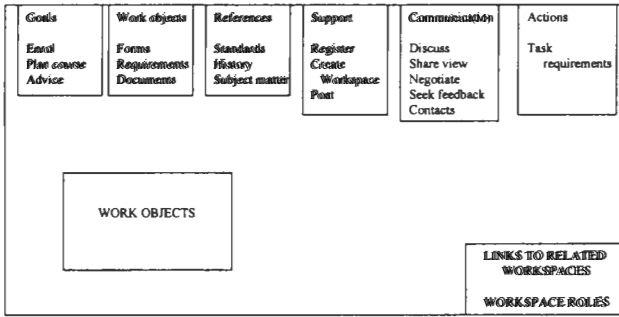 Goals
Enrol
Plan course
Advice
Work objects
Forms
Requirements
Documents
References
Standards
History
Subject matter
Support
Register
Create
Workspace
Post
Communication
Discuss
Share view
Negotiate
Seek feedback
Contacts
Actions
Task
requirements
WORK OBJECTS
LINKS TO RELATED
WORKSPACES
WORKSPACE ROLES